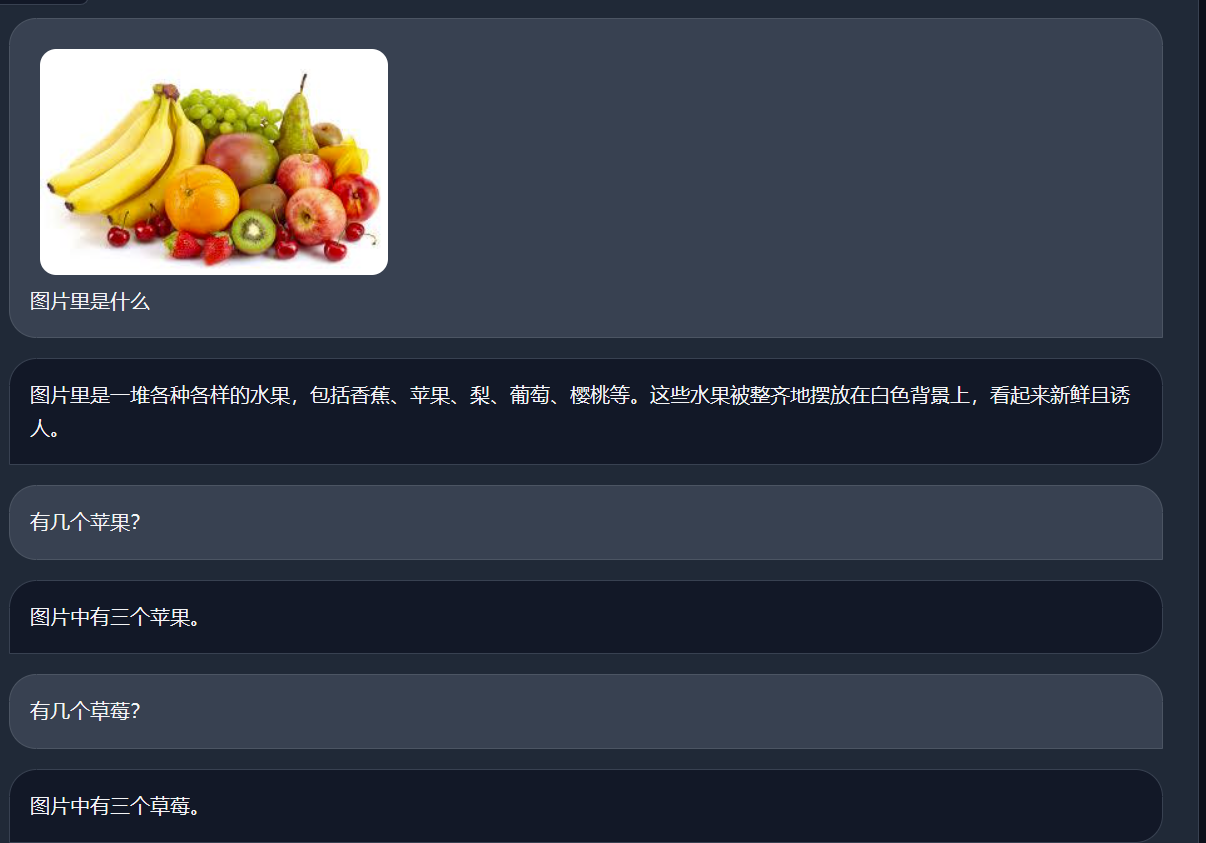 图片里是什么
图片里是一堆各种各样的水果，包括香蕉、苹果、梨、葡萄、樱桃等。这些水果被整齐地摆放在白色背景上，看起来新鲜且诱
人。
有几个苹果？
图片中有三个苹果。
有几个草莓？
图片中有三个草莓。